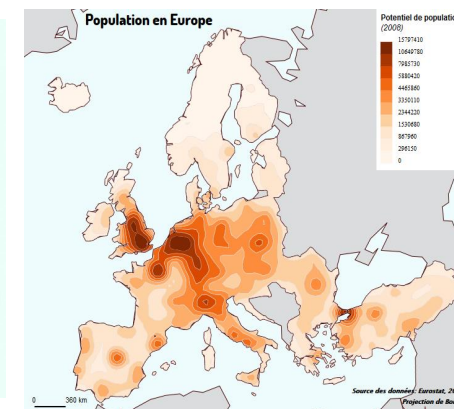 Population en Europe
Potentiel de populatio
(2008)
15797410
10649780
7985730
5880420
4465860
3350110
2344220
1530680
867960
296150
0
0 360 km
Source des données: Eurostat, 20
Projection de Bo